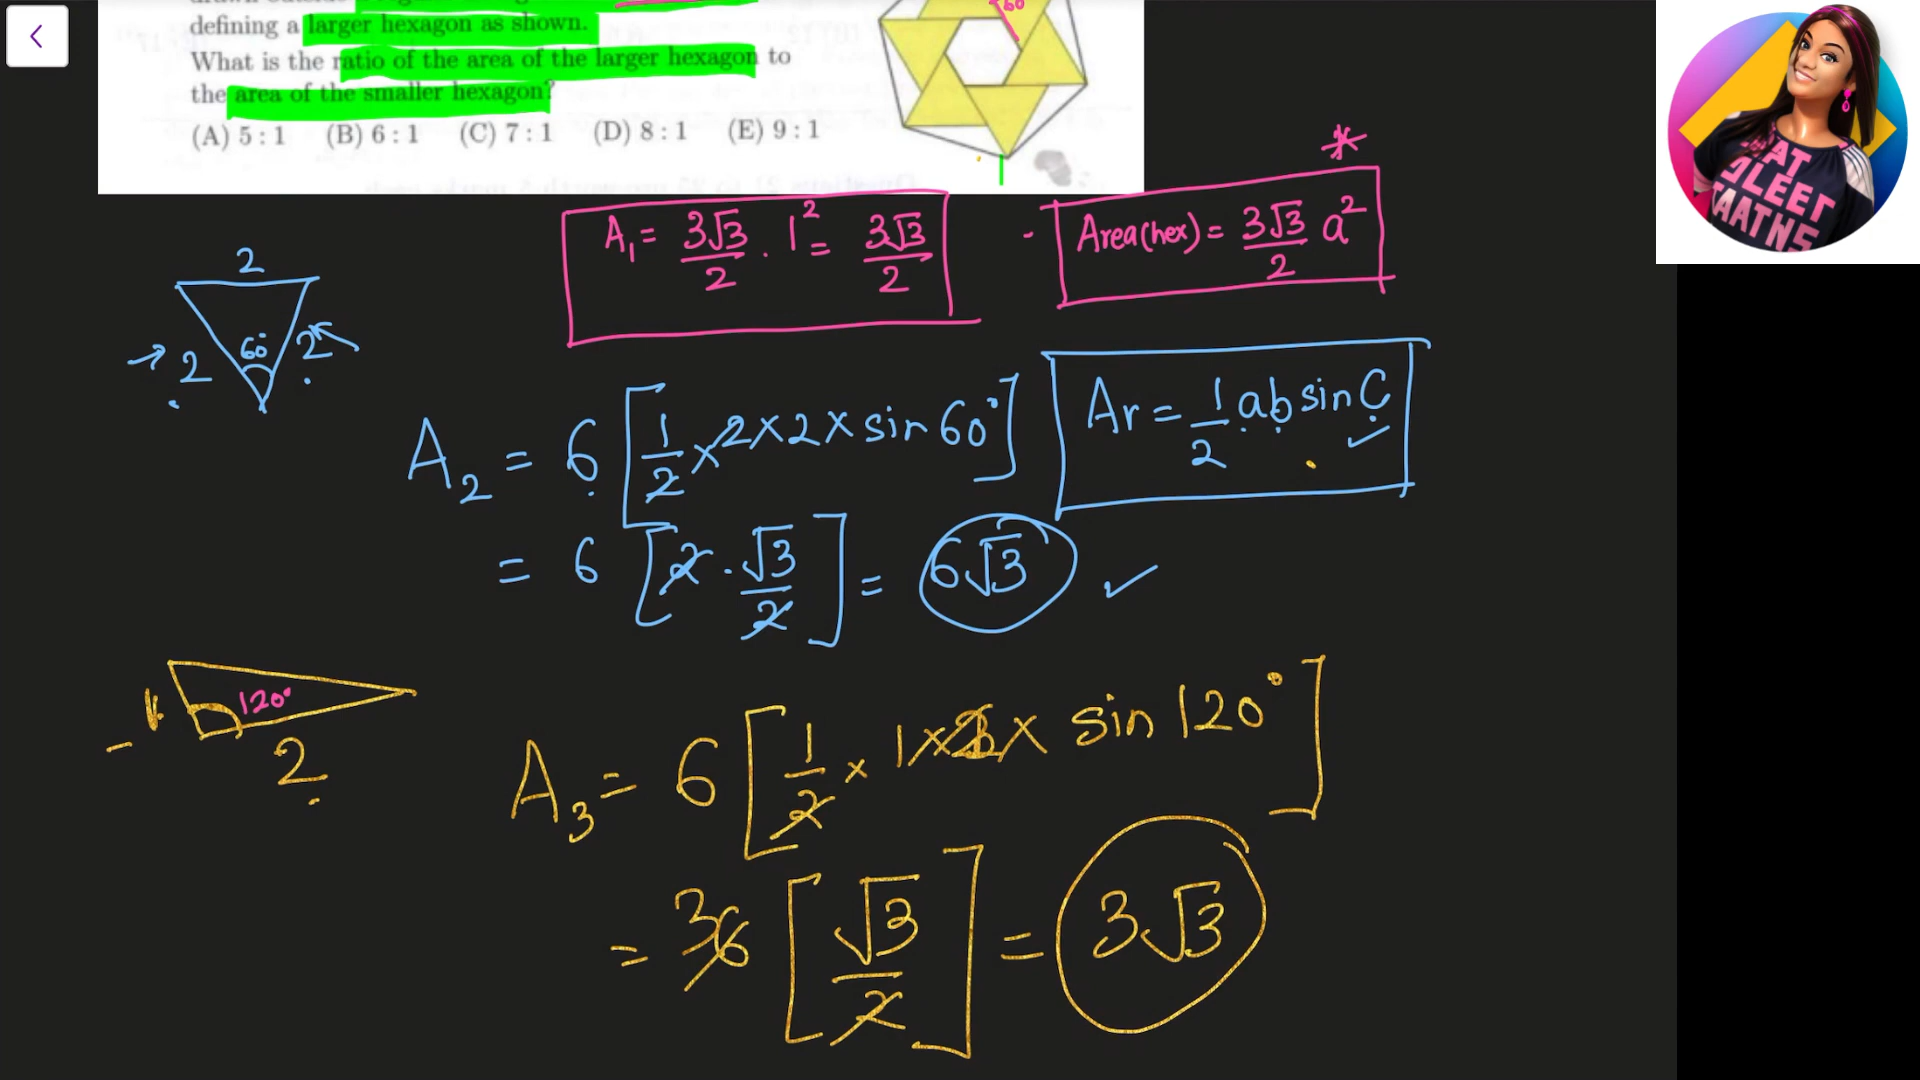 defining a larger hexagon as shown.
What is the ratio of the area of the larger hexagon to
the area of the smaller hexagon?
(A) 5 : 1 (B) 6 : 1 (C) 7 : 1 (D) 8 : 1 (E) 9 : 1
60
A₁ = 3√3/2 . 1² = 3√3/2
Area(hex) = 3√3/2 a²
2
2 60° 2
A₂ = 6 [1/2 × 2 × 2 × sin 60°]
Ar = 1/2 ab sin C
= 6 [2 · √3/2] = 6√3 ✓
120°
2
A₃ = 6 [1/2 × 1 × 2 × sin 120°]
= 36 [√3/2] = 3√3